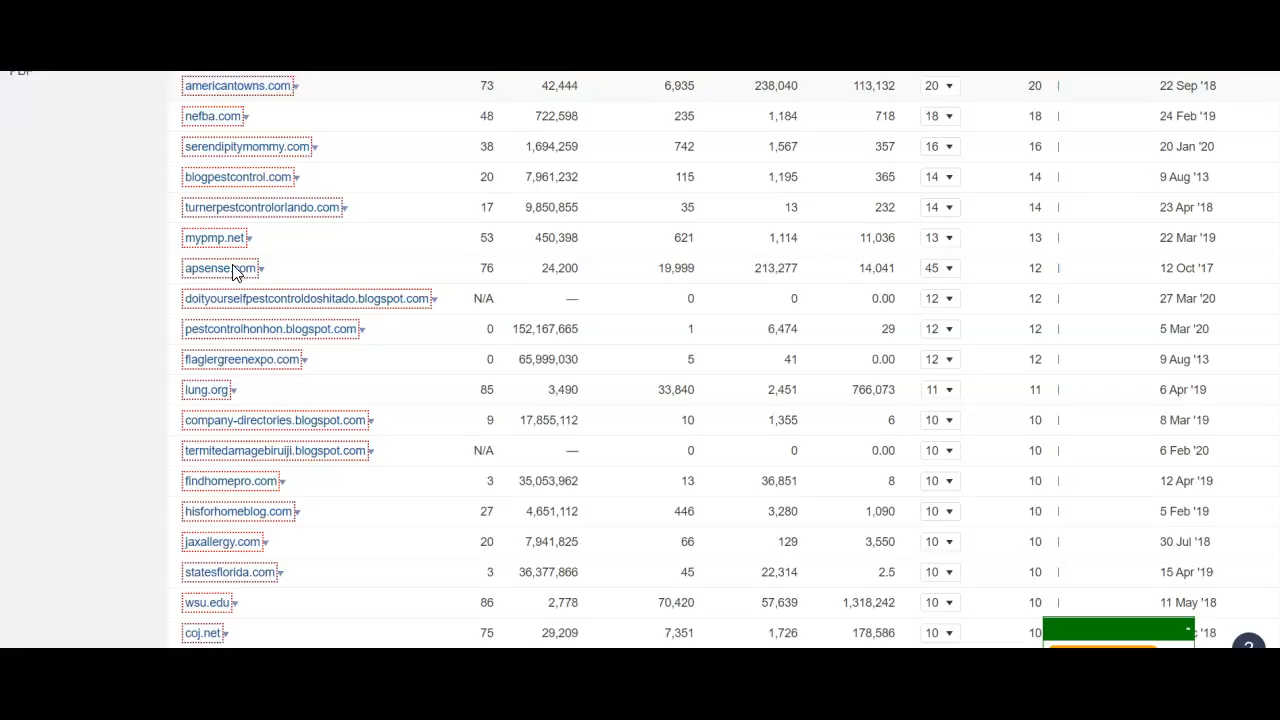 PDF
americantowns.com 73 42,444 6,935 238,040 113,132 20 20 22 Sep '18
nefba.com 48 722,598 235 1,184 718 18 18 24 Feb '19
serendipitymommy.com 38 1,694,259 742 1,567 357 16 16 20 Jan '20
blogpestcontrol.com 20 7,961,232 115 1,195 365 14 14 9 Aug '13
turnerpestcontrolorlando.com 17 9,850,855 35 13 232 14 14 23 Apr '18
mypmp.net 53 450,398 621 1,114 11,036 13 13 22 Mar '19
apsense.com 76 24,200 19,999 213,277 14,041 45 12 12 Oct '17
doityourselfpestcontroldoshitado.blogspot.com N/A — 0 0 0.00 12 12 27 Mar '20
pestcontrolhonhon.blogspot.com 0 152,167,665 1 6,474 29 12 12 5 Mar '20
flaglergreenexpo.com 0 65,999,030 5 41 0.00 12 12 9 Aug '13
lung.org 85 3,490 33,840 2,451 766,073 11 11 6 Apr '19
company-directories.blogspot.com 9 17,855,112 10 1,355 6 10 10 8 Mar '19
termitedamagebiruiji.blogspot.com N/A — 0 0 0.00 10 10 6 Feb '20
findhomepro.com 3 35,053,962 13 36,851 8 10 10 12 Apr '19
hisforhomeblog.com 27 4,651,112 446 3,280 1,090 10 10 5 Feb '19
jaxallergy.com 20 7,941,825 66 129 3,550 10 10 30 Jul '18
statesflorida.com 3 36,377,866 45 22,314 2.5 10 10 15 Apr '19
wsu.edu 86 2,778 70,420 57,639 1,318,242 10 10 11 May '18
coj.net 75 29,209 7,351 1,726 178,586 10 10 '18